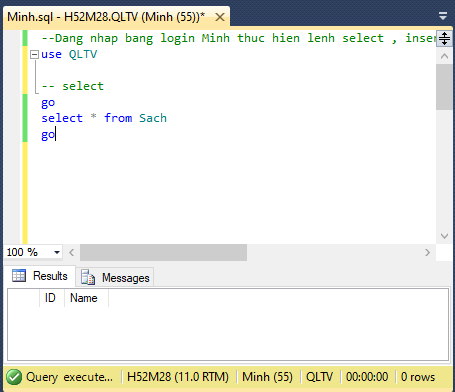 Minh.sql - H52M28.QLTV (Minh (55))*
--Dang nhap bang login Minh thuc hien lenh select , inser
use QLTV
-- select
go
select * from Sach
go
100 %
Results Messages
ID Name
Query execute... H52M28 (11.0 RTM) Minh (55) QLTV 00:00:00 0 rows